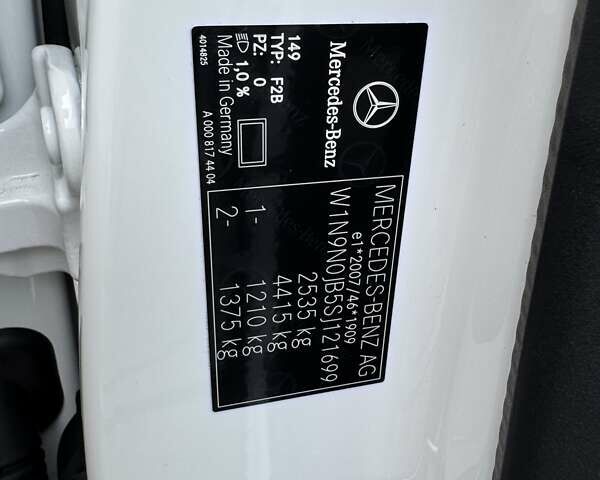 Mercedes-Benz
149
TYP: F2B
PZ: 0
1,0 %
Made in Germany
4014825
A 000 817 44 04
MERCEDES-BENZ AG
e1*2007/46*1909
W1N9N0JB5SJ121699
2535 kg
4415 kg
1- 1210 kg
2- 1375 kg